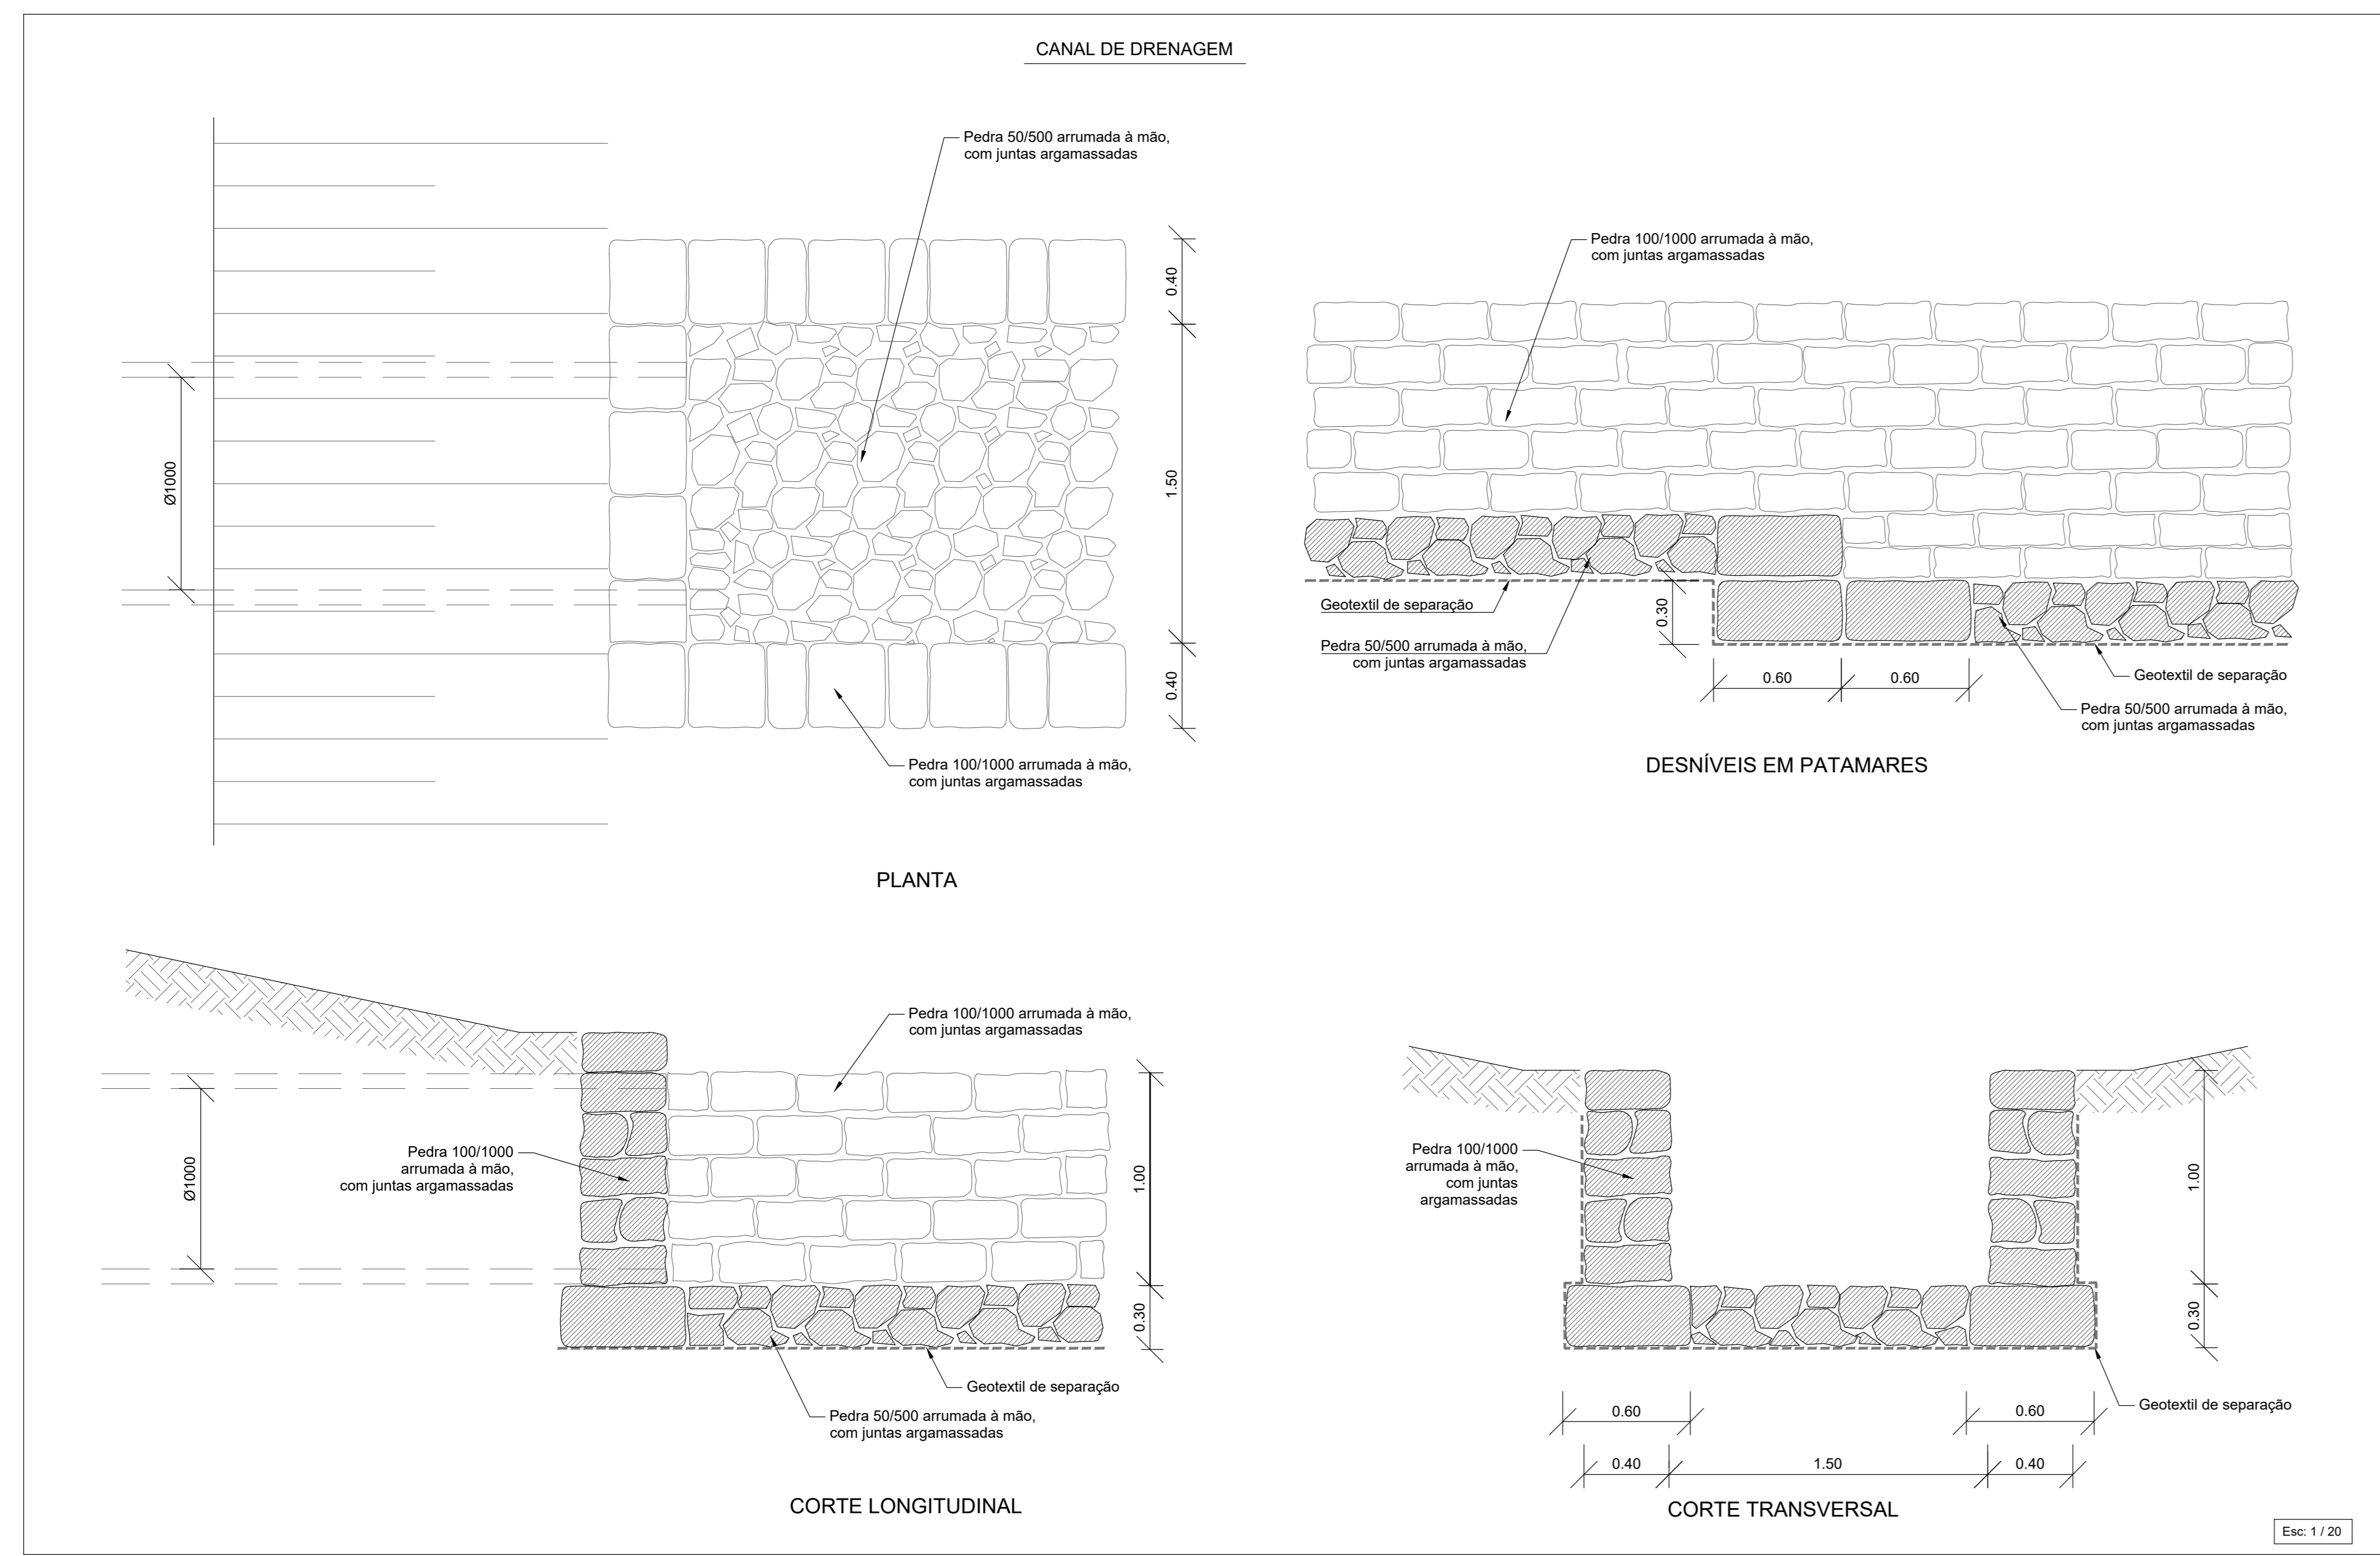 CANAL DE DRENAGEM
Pedra 50/500 arrumada à mão,
com juntas argamassadas
0.40
1.50
0.40
Ø1000
Pedra 100/1000 arrumada à mão,
com juntas argamassadas
PLANTA
Pedra 100/1000 arrumada à mão,
com juntas argamassadas
Geotextil de separação
0.30
Pedra 50/500 arrumada à mão,
com juntas argamassadas
0.60
0.60
Geotextil de separação
Pedra 50/500 arrumada à mão,
com juntas argamassadas
DESNÍVEIS EM PATAMARES
Pedra 100/1000 arrumada à mão,
com juntas argamassadas
Pedra 100/1000
arrumada à mão,
com juntas argamassadas
Ø1000
1.00
0.30
Geotextil de separação
Pedra 50/500 arrumada à mão,
com juntas argamassadas
CORTE LONGITUDINAL
Pedra 100/1000
arrumada à mão,
com juntas
argamassadas
1.00
0.30
Geotextil de separação
0.60
0.60
0.40
1.50
0.40
CORTE TRANSVERSAL
Esc: 1 / 20